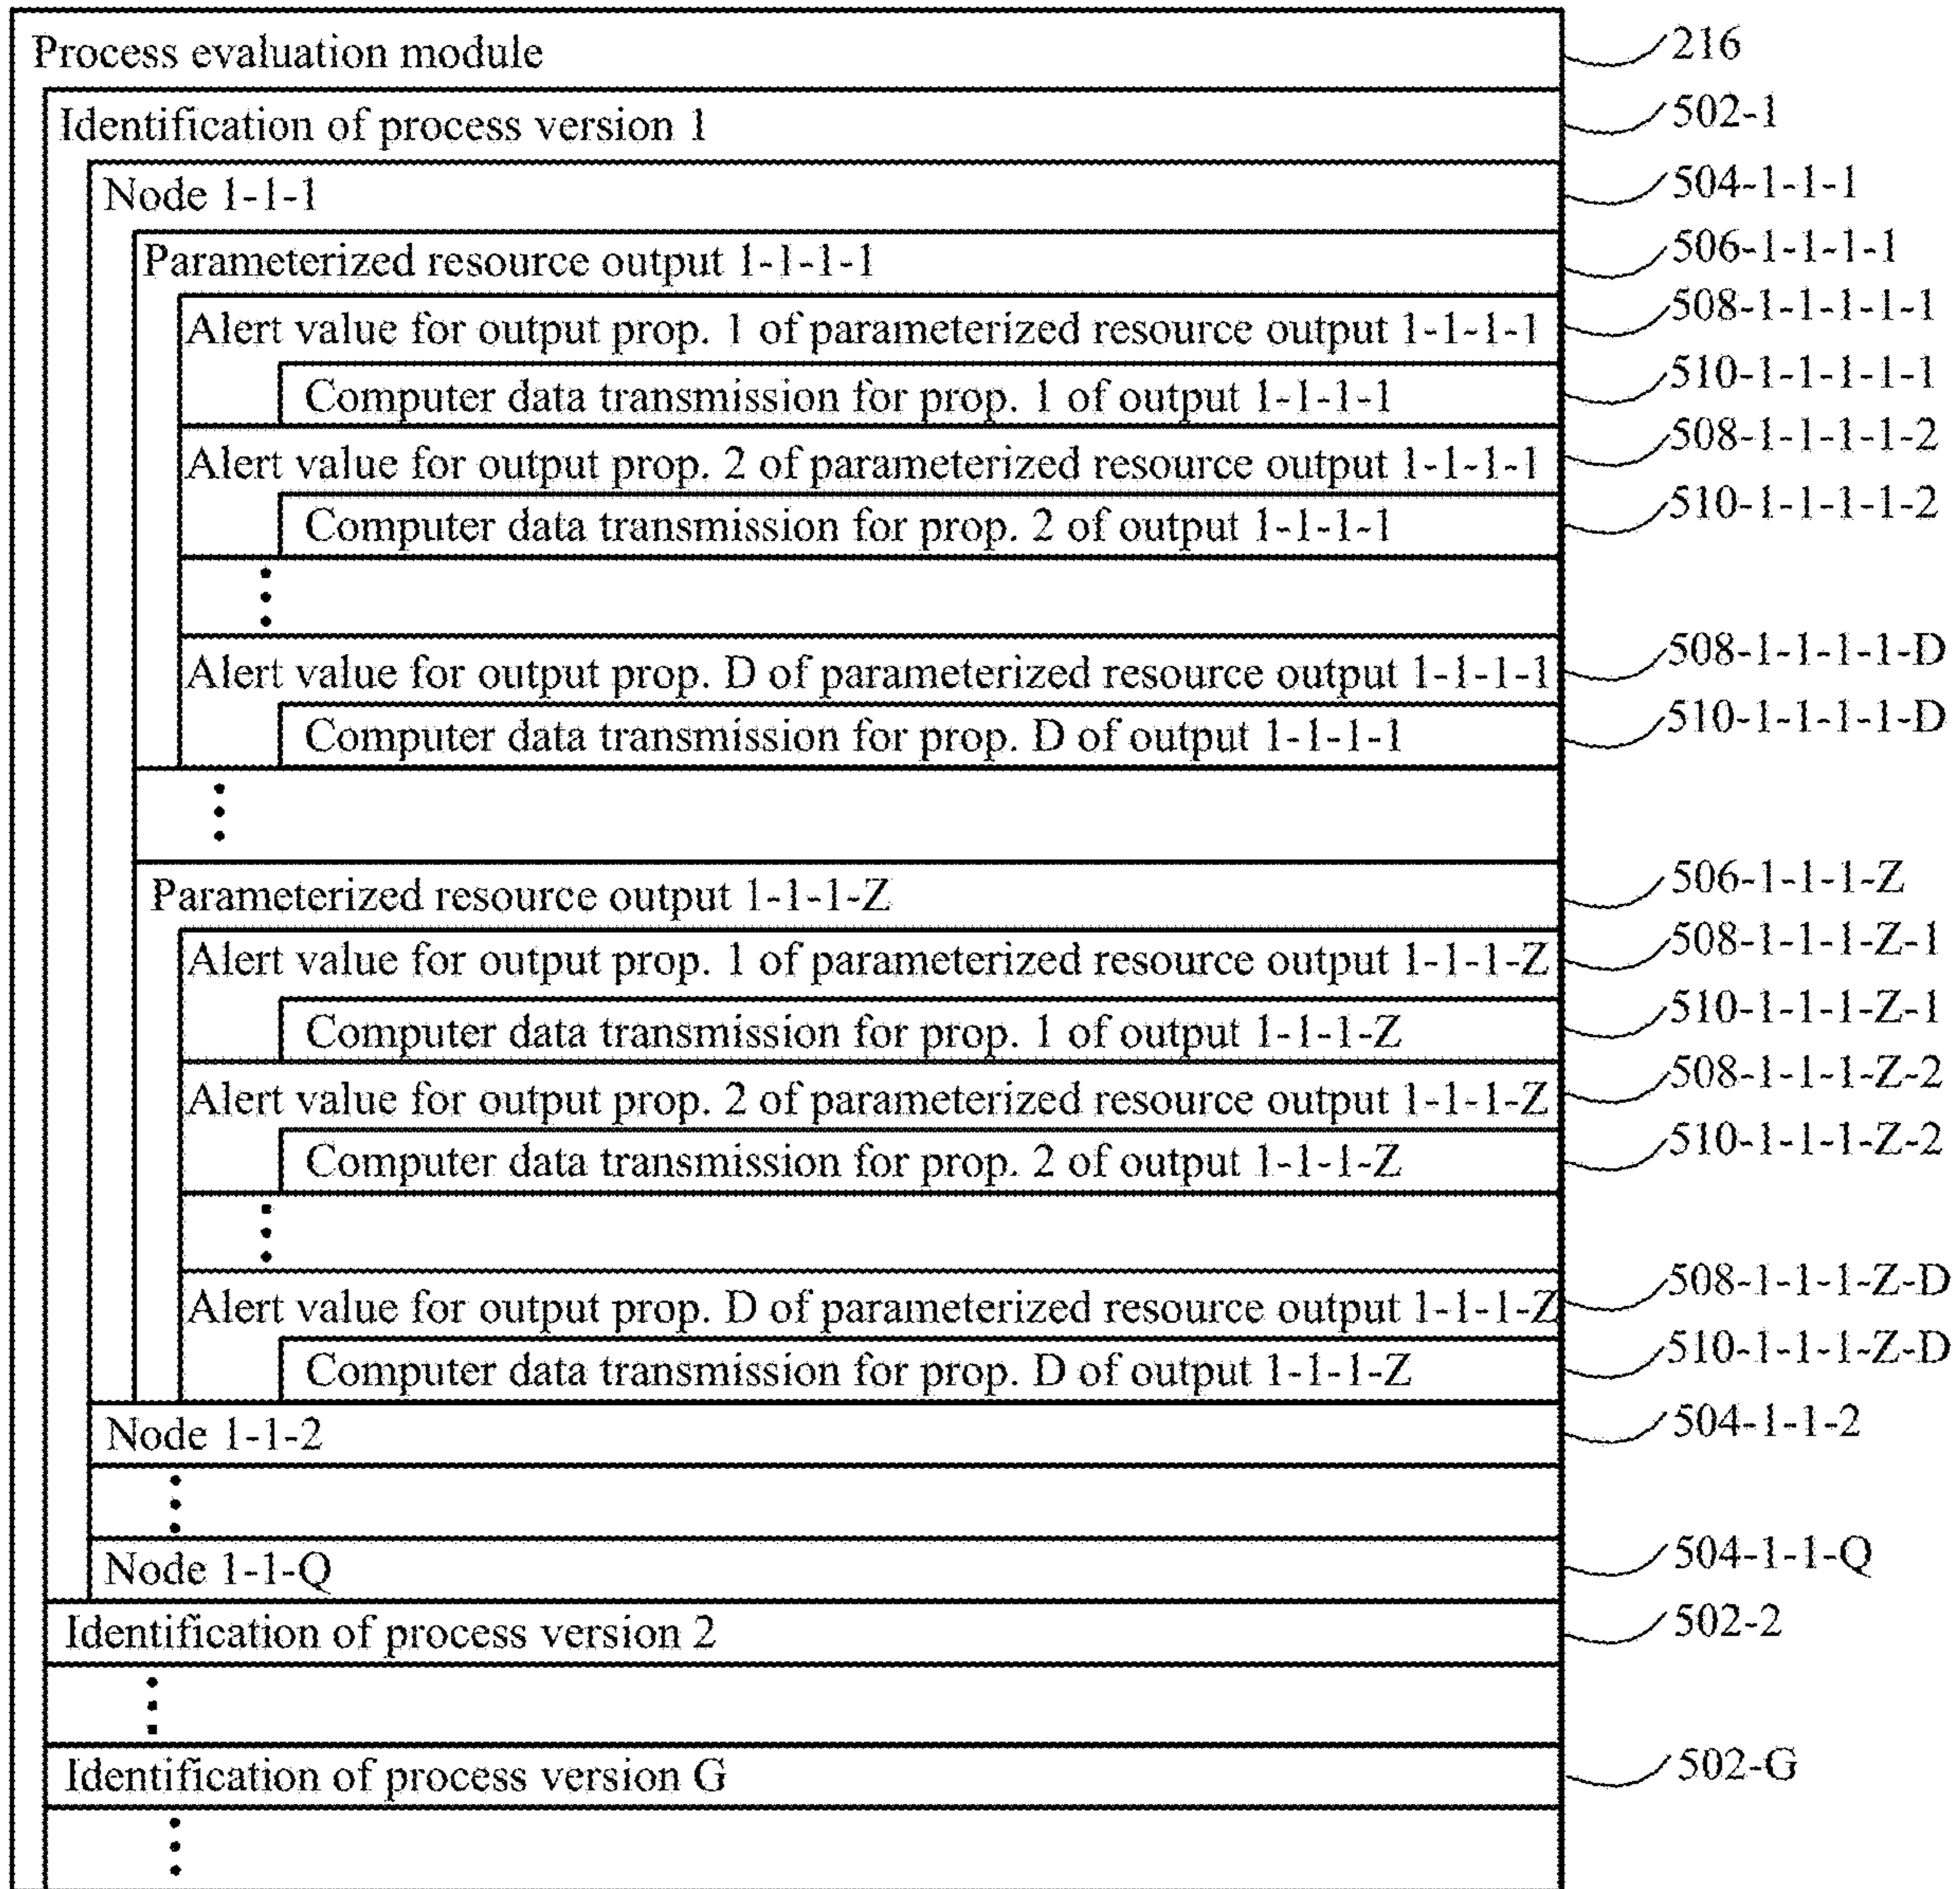 Process evaluation module 216
Identification of process version 1 502-1
Node 1-1-1 504-1-1-1
Parameterized resource output 1-1-1-1 506-1-1-1-1
Alert value for output prop. 1 of parameterized resource output 1-1-1-1 508-1-1-1-1-1
Computer data transmission for prop. 1 of output 1-1-1-1 510-1-1-1-1-1
Alert value for output prop. 2 of parameterized resource output 1-1-1-1 508-1-1-1-1-2
Computer data transmission for prop. 2 of output 1-1-1-1 510-1-1-1-1-2
Alert value for output prop. D of parameterized resource output 1-1-1-1 508-1-1-1-1-D
Computer data transmission for prop. D of output 1-1-1-1 510-1-1-1-1-D
Parameterized resource output 1-1-1-Z 506-1-1-1-Z
Alert value for output prop. 1 of parameterized resource output 1-1-1-Z 508-1-1-1-Z-1
Computer data transmission for prop. 1 of output 1-1-1-Z 510-1-1-1-Z-1
Alert value for output prop. 2 of parameterized resource output 1-1-1-Z 508-1-1-1-Z-2
Computer data transmission for prop. 2 of output 1-1-1-Z 510-1-1-1-Z-2
Alert value for output prop. D of parameterized resource output 1-1-1-Z 508-1-1-1-Z-D
Computer data transmission for prop. D of output 1-1-1-Z 510-1-1-1-Z-D
Node 1-1-2 504-1-1-2
Node 1-1-Q 504-1-1-Q
Identification of process version 2 502-2
Identification of process version G 502-G